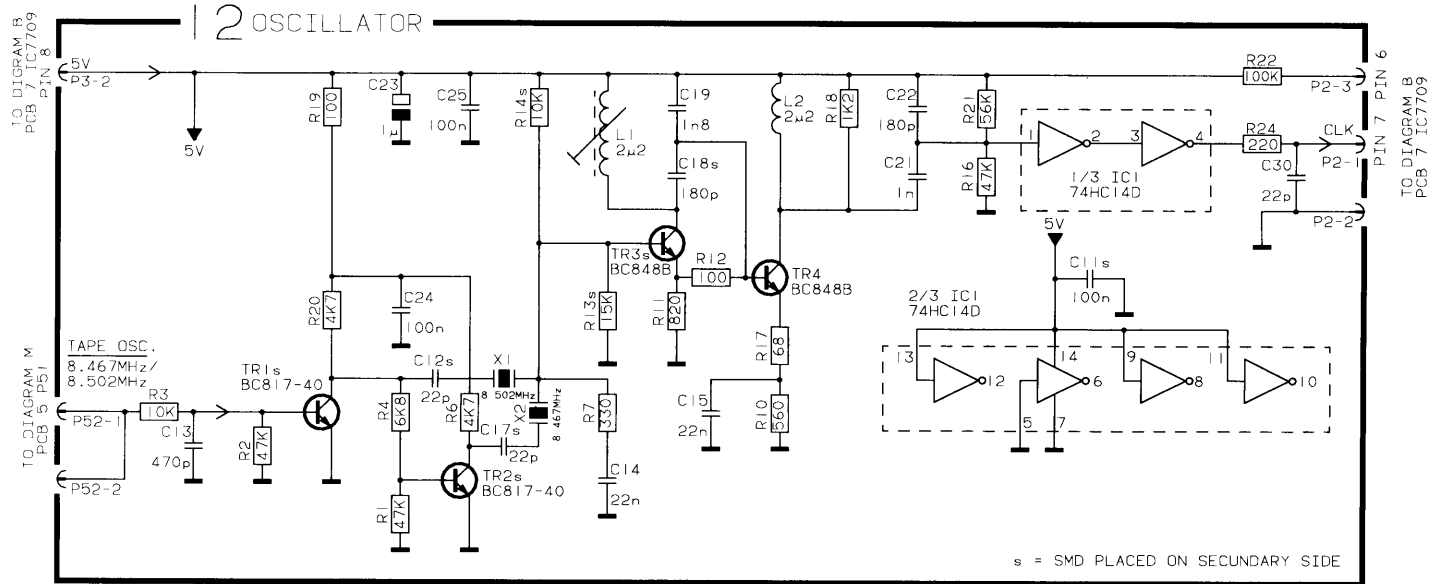 12 OSCILLATOR
TO DIGRAM B
PCB 7 IC7709
PIN 8
5V
P3-2
5V
R19
100
C23
1µ
C25
100n
R14s
10K
L1
2µ2
C19
1n8
C18s
180p
L2
2µ2
R18
1K2
C22
180p
C21
1n
R21
56K
R16
47K
1
2
3
4
1/3 IC1
74HC14D
R22
100K
P2-3
PIN 6
R24
220
CLK
P2-1
PIN 7
C30
22p
P2-2
TO DIAGRAM B
PCB 7 IC7709
TR3s
BC848B
R12
100
TR4
BC848B
R13s
15K
R11
820
R17
68
C15
22n
R10
560
5V
C11s
100n
2/3 IC1
74HC14D
13
12
14
6
5
7
9
8
11
10
R20
4K7
C24
100n
TO DIAGRAM M
PCB 5 P51
TAPE OSC.
8.467MHz/
8.502MHz
P52-1
P52-2
R3
10K
C13
470p
R2
47K
TR1s
BC817-40
R4
6K8
C12s
22p
X1
8 502MHz
R6
4K7
X2
8 467MHz
C17s
22p
R7
330
C14
22n
TR2s
BC817-40
R1
47K
s = SMD PLACED ON SECUNDARY SIDE